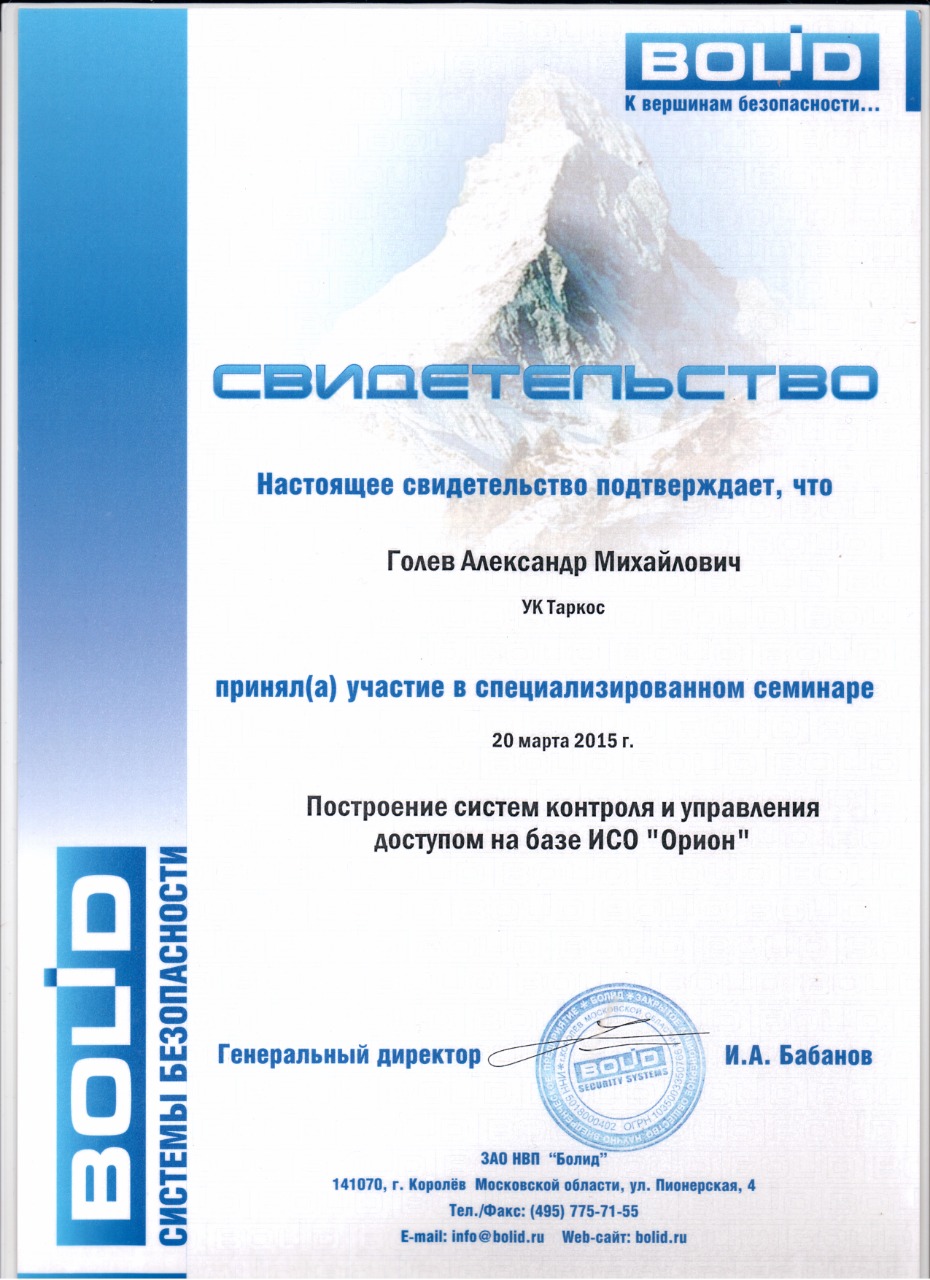 BOLID
К вершинам безопасности...
СВИДЕТЕЛЬСТВО
Настоящее свидетельство подтверждает, что
Голев Александр Михайлович
УК Таркос
принял(а) участие в специализированном семинаре
20 марта 2015 г.
Построение систем контроля и управления
доступом на базе ИСО "Орион"
Генеральный директор
И.А. Бабанов
BOLID
SECURITY SYSTEMS
ИНН 5018000402
ЗАО НВП “Болид”
141070, г. Королёв Московской области, ул. Пионерская, 4
Тел./Факс: (495) 775-71-55
E-mail: info@bolid.ru Web-сайт: bolid.ru
BOLID
СИСТЕМЫ БЕЗОПАСНОСТИ